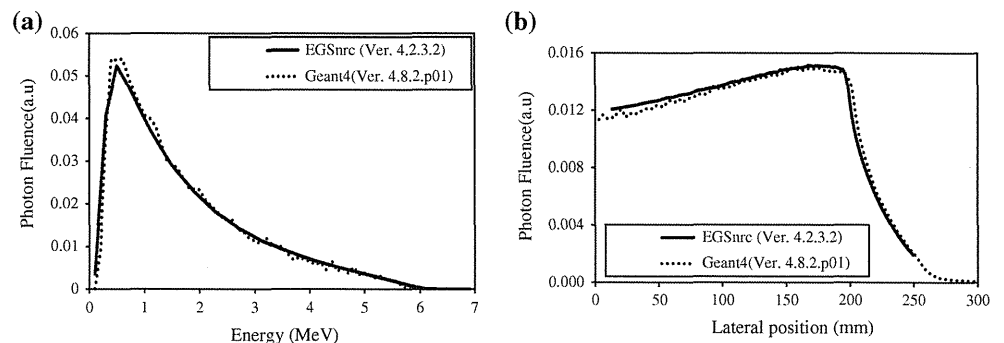 (a)
0.06
0.05
0.04
0.03
0.02
0.01
0
Photon Fluence(a.u)
EGSnrc (Ver. 4.2.3.2)
Geant4(Ver. 4.8.2.p01)
0 1 2 3 4 5 6 7
Energy (MeV)
(b)
0.016
0.012
0.008
0.004
0.000
Photon Fluence(a.u)
EGSnrc (Ver. 4.2.3.2)
Geant4(Ver. 4.8.2.p01)
0 50 100 150 200 250 300
Lateral position (mm)